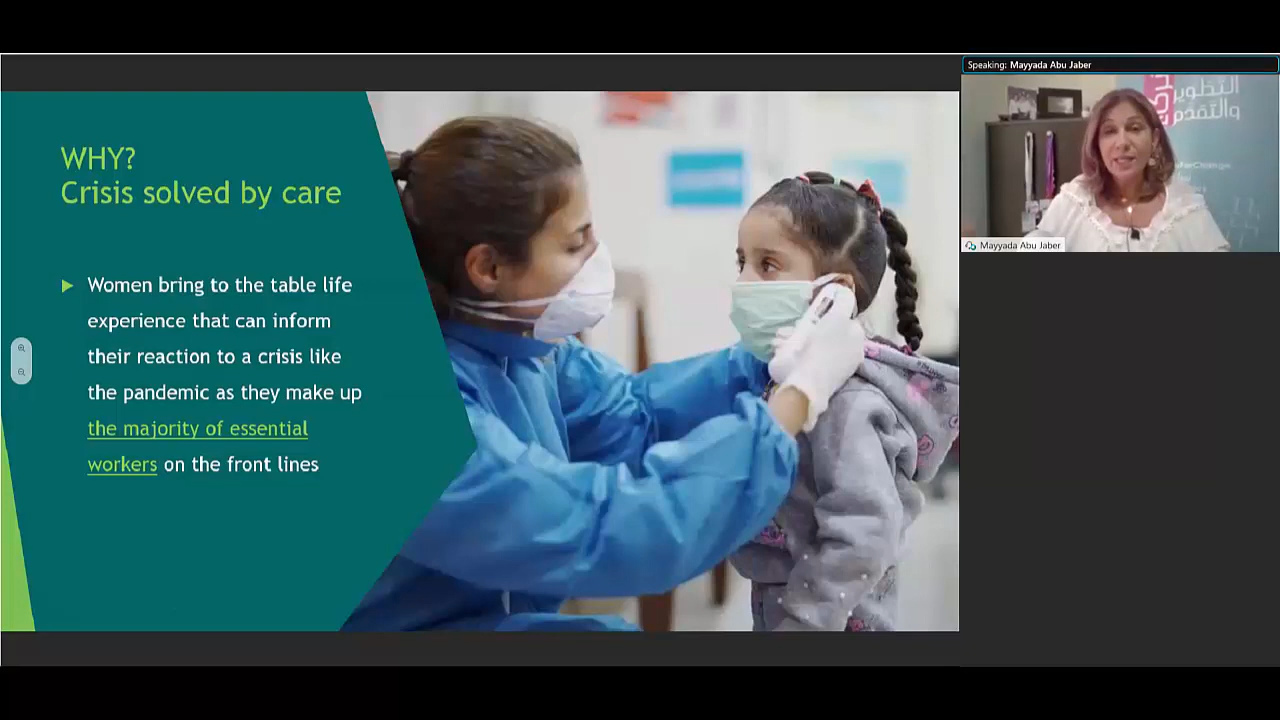 WHY?
Crisis solved by care
Women bring to the table life
experience that can inform
their reaction to a crisis like
the pandemic as they make up
the majority of essential
workers on the front lines
Speaking: Mayyada Abu Jaber
التطوير
والتقدم
Mayyada Abu Jaber